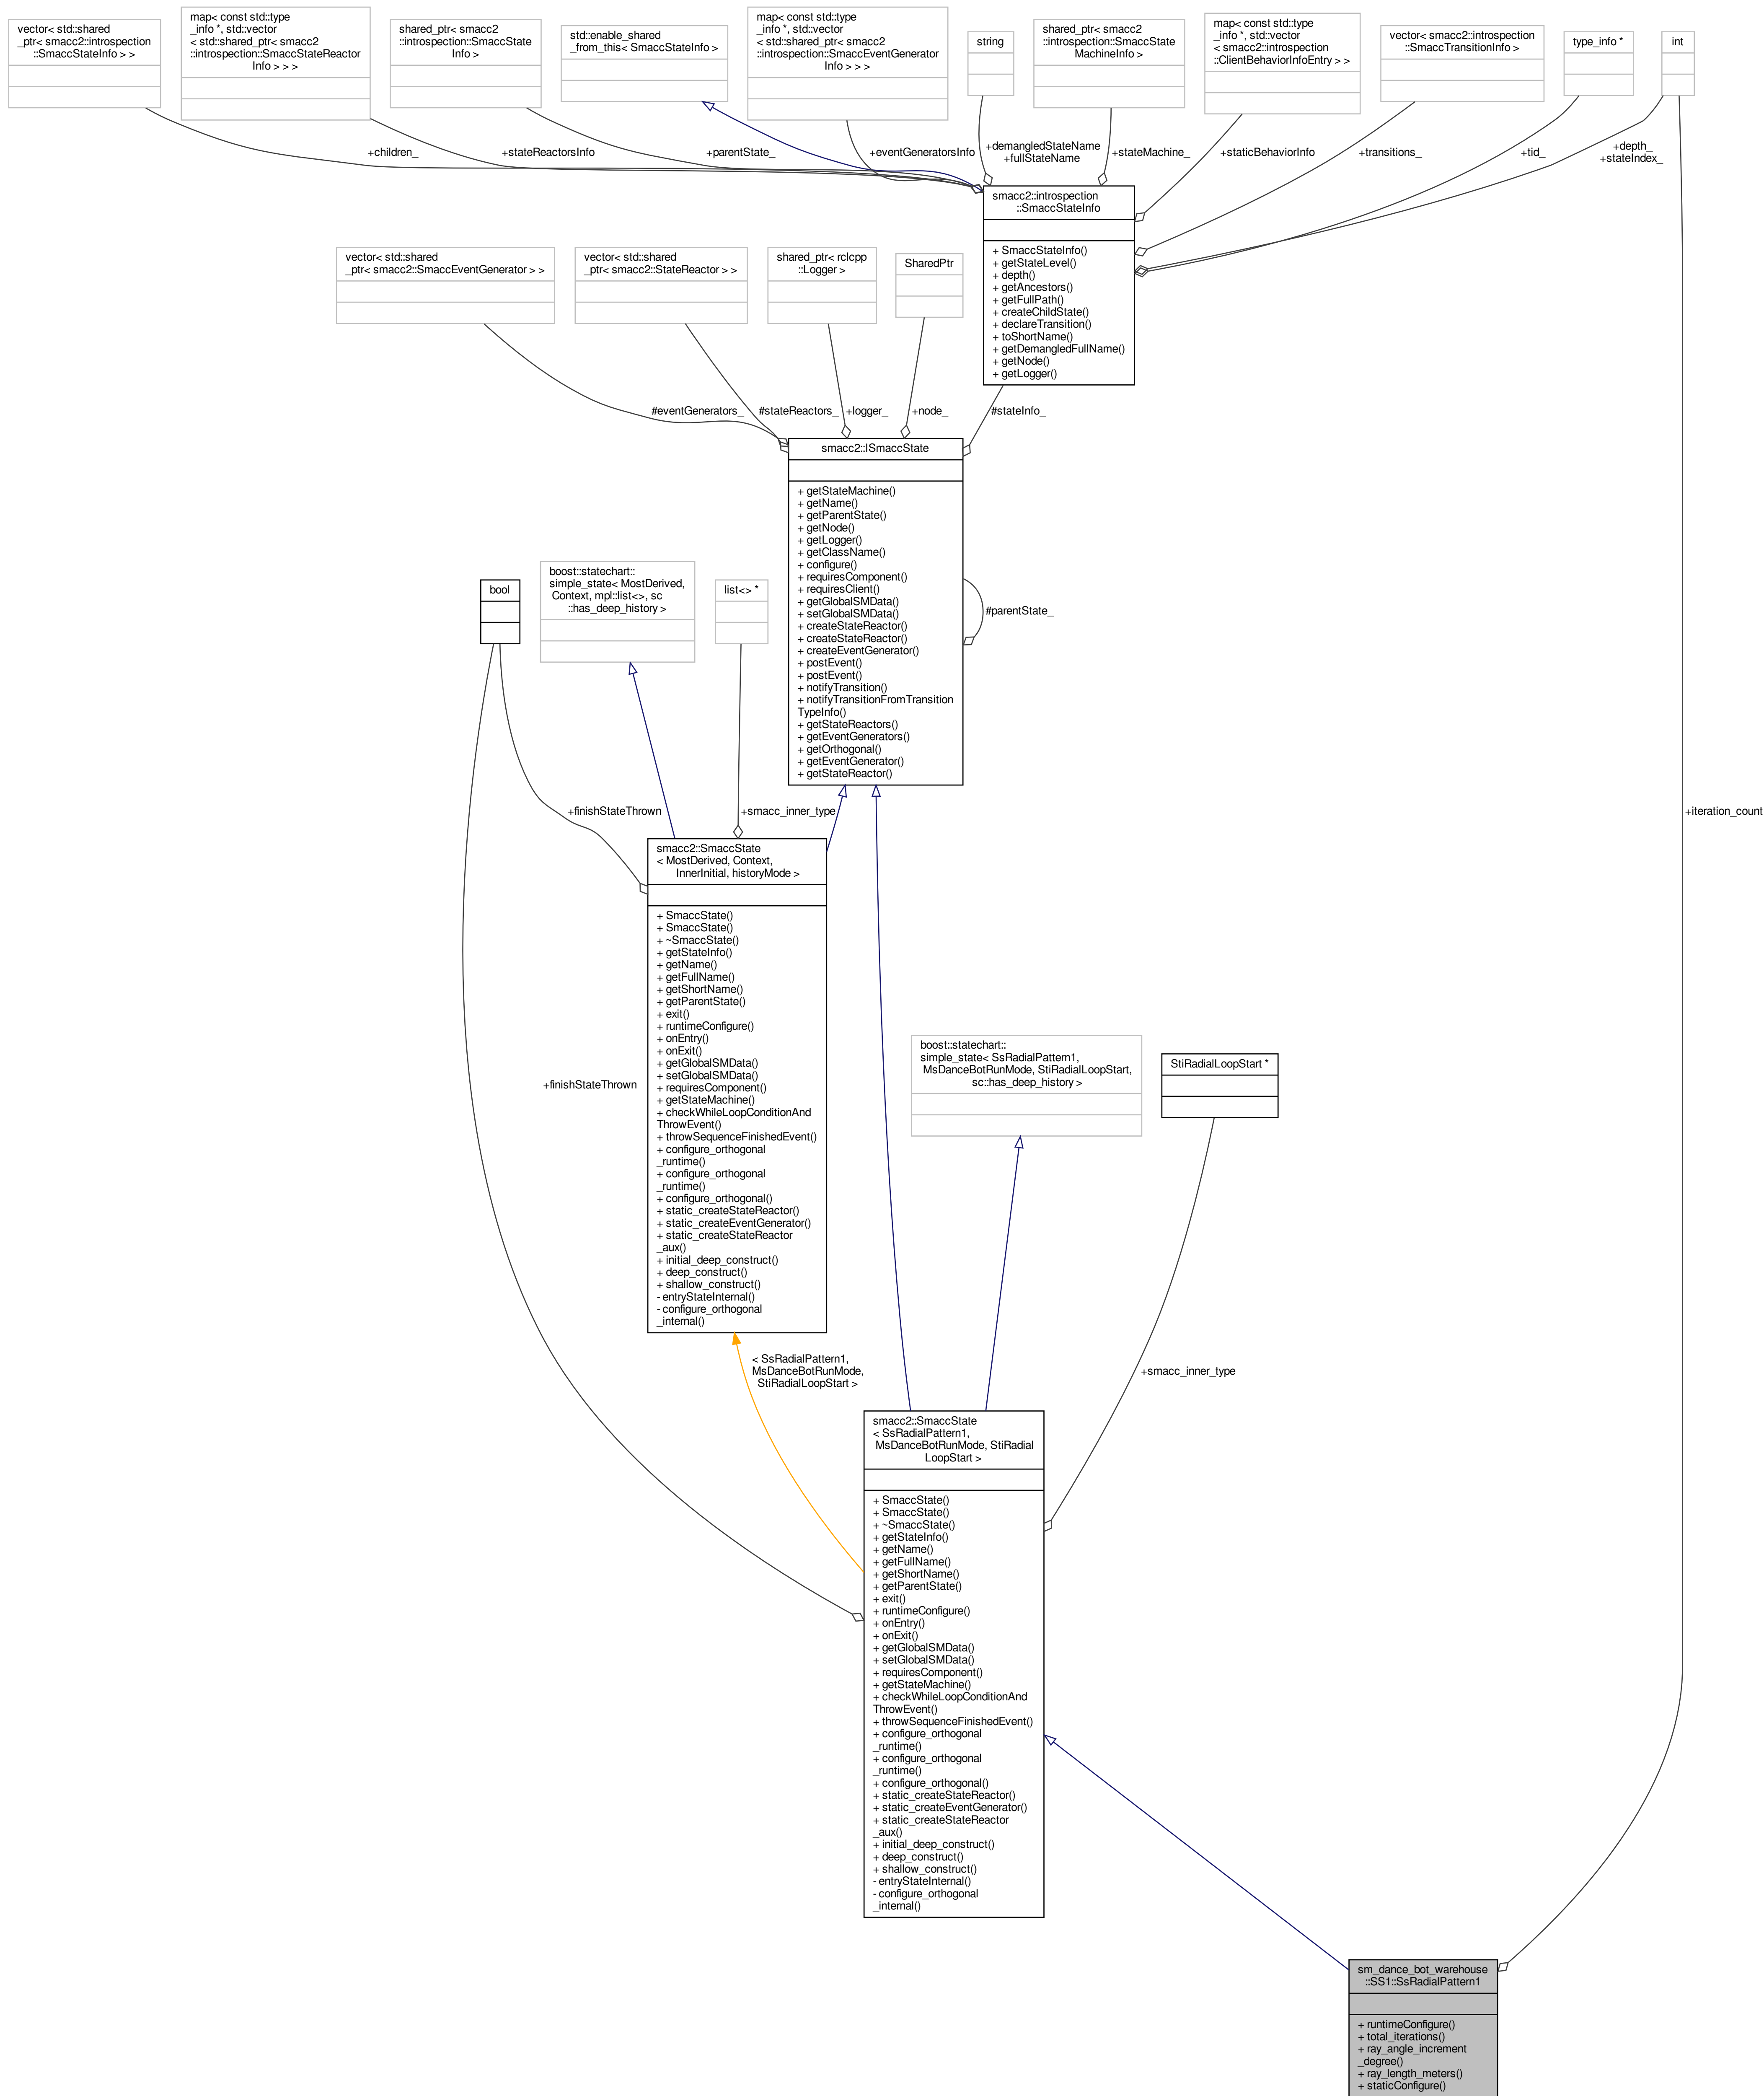 vector< std::shared
_ptr< smacc2::introspection
::SmaccStateInfo > >
map< const std::type
_info *, std::vector
< std::shared_ptr< smacc2
::introspection::SmaccStateReactor
Info > > >
shared_ptr< smacc2
::introspection::SmaccState
Info >
std::enable_shared
_from_this< SmaccStateInfo >
map< const std::type
_info *, std::vector
< std::shared_ptr< smacc2
::introspection::SmaccEventGenerator
Info > > >
string
shared_ptr< smacc2
::introspection::SmaccState
MachineInfo >
map< const std::type
_info *, std::vector
< smacc2::introspection
::ClientBehaviorInfoEntry > >
vector< smacc2::introspection
::SmaccTransitionInfo >
type_info *
int
+children_
+stateReactorsInfo
+parentState_
+eventGeneratorsInfo
+demangledStateName
+fullStateName
+stateMachine_
+staticBehaviorInfo
+transitions_
+tid_
+depth_
+stateIndex_
smacc2::introspection
::SmaccStateInfo
+ SmaccStateInfo()
+ getStateLevel()
+ depth()
+ getAncestors()
+ getFullPath()
+ createChildState()
+ declareTransition()
+ toShortName()
+ getDemangledFullName()
+ getNode()
+ getLogger()
vector< std::shared
_ptr< smacc2::SmaccEventGenerator > >
vector< std::shared
_ptr< smacc2::StateReactor > >
shared_ptr< rclcpp
::Logger >
SharedPtr
#eventGenerators_
#stateReactors_
+logger_
+node_
#stateInfo_
smacc2::ISmaccState
+ getStateMachine()
+ getName()
+ getParentState()
+ getNode()
+ getLogger()
+ getClassName()
+ configure()
+ requiresComponent()
+ requiresClient()
+ getGlobalSMData()
+ setGlobalSMData()
+ createStateReactor()
+ createStateReactor()
+ createEventGenerator()
+ postEvent()
+ postEvent()
+ notifyTransition()
+ notifyTransitionFromTransition
TypeInfo()
+ getStateReactors()
+ getEventGenerators()
+ getOrthogonal()
+ getEventGenerator()
+ getStateReactor()
#parentState_
bool
boost::statechart::
simple_state< MostDerived,
Context, mpl::list<>, sc
::has_deep_history >
list<> *
+finishStateThrown
+smacc_inner_type
+iteration_count
smacc2::SmaccState
< MostDerived, Context,
InnerInitial, historyMode >
+ SmaccState()
+ SmaccState()
+ ~SmaccState()
+ getStateInfo()
+ getName()
+ getFullName()
+ getShortName()
+ getParentState()
+ exit()
+ runtimeConfigure()
+ onEntry()
+ onExit()
+ getGlobalSMData()
+ setGlobalSMData()
+ requiresComponent()
+ getStateMachine()
+ checkWhileLoopConditionAnd
ThrowEvent()
+ throwSequenceFinishedEvent()
+ configure_orthogonal
_runtime()
+ configure_orthogonal
_runtime()
+ configure_orthogonal()
+ static_createStateReactor()
+ static_createEventGenerator()
+ static_createStateReactor
_aux()
+ initial_deep_construct()
+ deep_construct()
+ shallow_construct()
- entryStateInternal()
- configure_orthogonal
_internal()
+finishStateThrown
boost::statechart::
simple_state< SsRadialPattern1,
MsDanceBotRunMode, StiRadialLoopStart,
sc::has_deep_history >
StiRadialLoopStart *
< SsRadialPattern1,
MsDanceBotRunMode,
StiRadialLoopStart >
+smacc_inner_type
smacc2::SmaccState
< SsRadialPattern1,
MsDanceBotRunMode, StiRadial
LoopStart >
+ SmaccState()
+ SmaccState()
+ ~SmaccState()
+ getStateInfo()
+ getName()
+ getFullName()
+ getShortName()
+ getParentState()
+ exit()
+ runtimeConfigure()
+ onEntry()
+ onExit()
+ getGlobalSMData()
+ setGlobalSMData()
+ requiresComponent()
+ getStateMachine()
+ checkWhileLoopConditionAnd
ThrowEvent()
+ throwSequenceFinishedEvent()
+ configure_orthogonal
_runtime()
+ configure_orthogonal
_runtime()
+ configure_orthogonal()
+ static_createStateReactor()
+ static_createEventGenerator()
+ static_createStateReactor
_aux()
+ initial_deep_construct()
+ deep_construct()
+ shallow_construct()
- entryStateInternal()
- configure_orthogonal
_internal()
sm_dance_bot_warehouse
::SS1::SsRadialPattern1
+ runtimeConfigure()
+ total_iterations()
+ ray_angle_increment
_degree()
+ ray_length_meters()
+ staticConfigure()